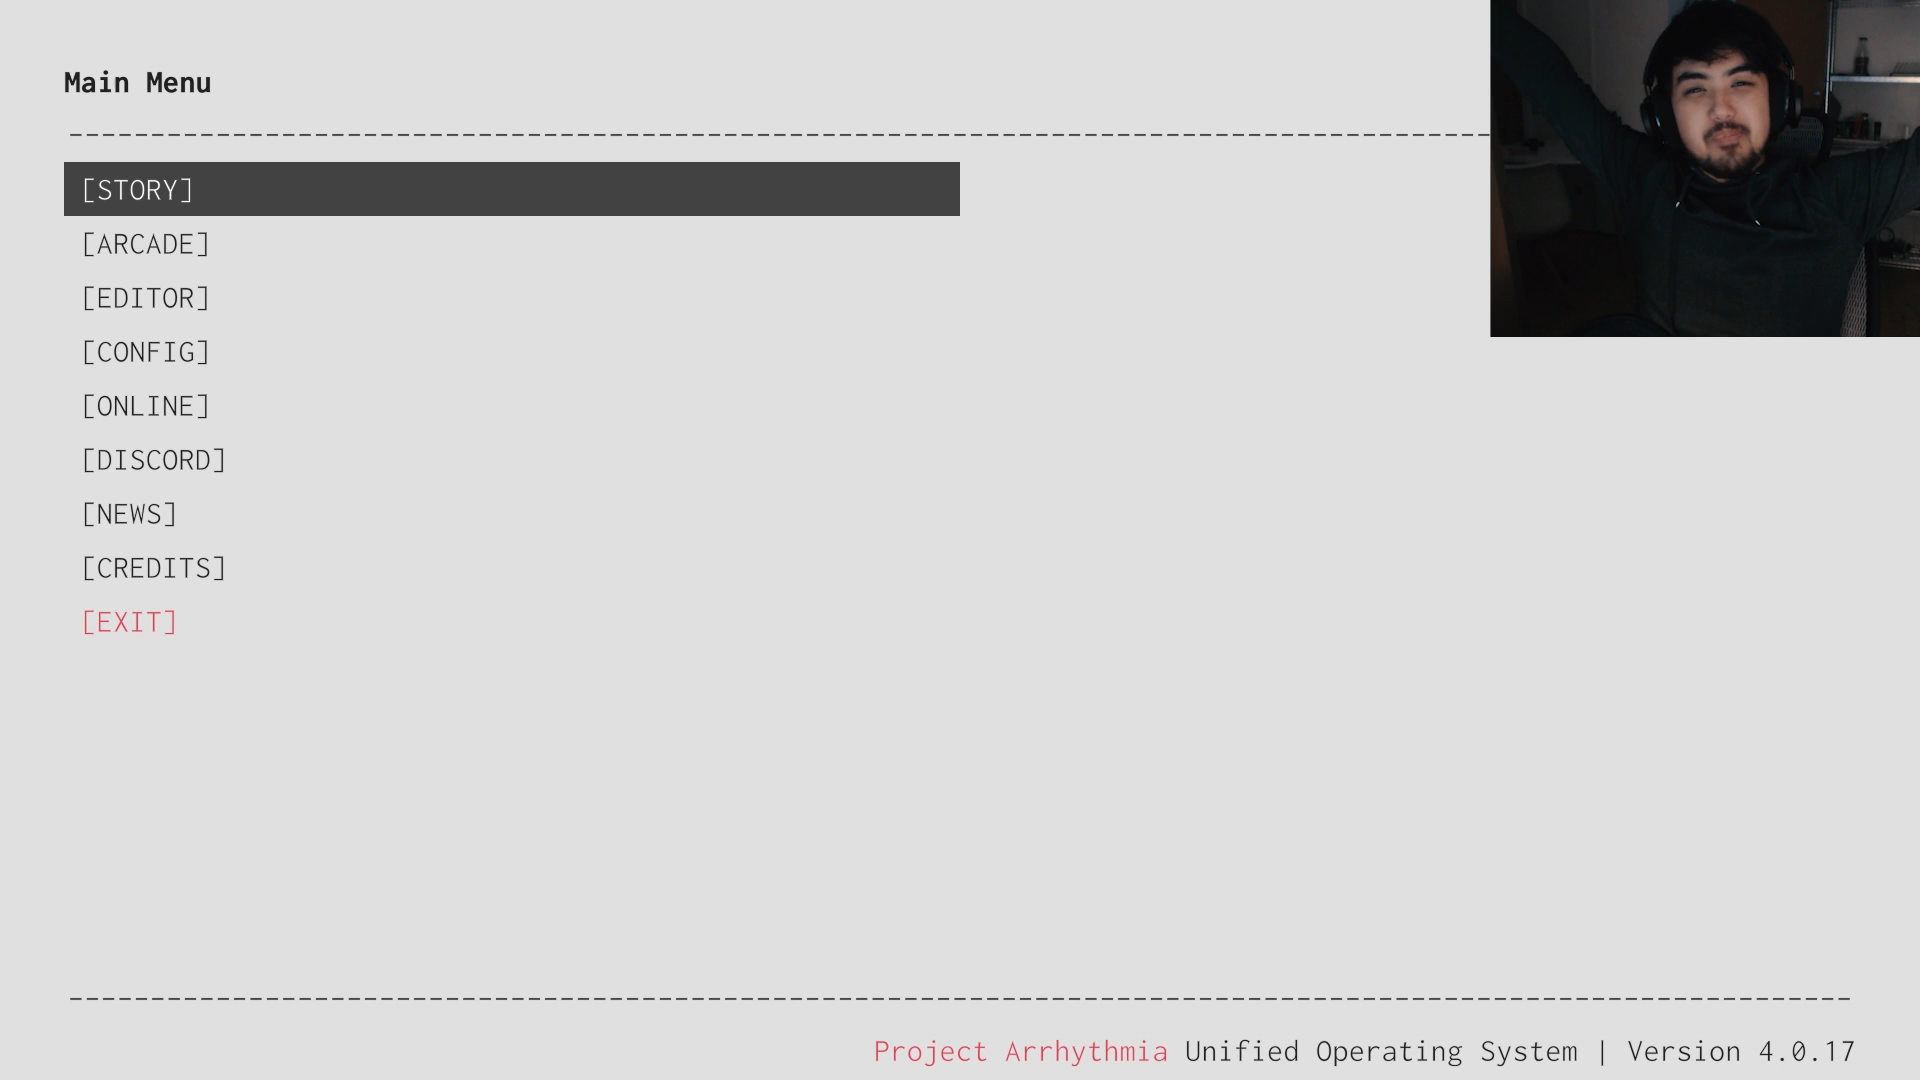 Main Menu
[STORY]
[ARCADE]
[EDITOR]
[CONFIG]
[ONLINE]
[DISCORD]
[NEWS]
[CREDITS]
[EXIT]
Project Arrhythmia Unified Operating System | Version 4.0.17